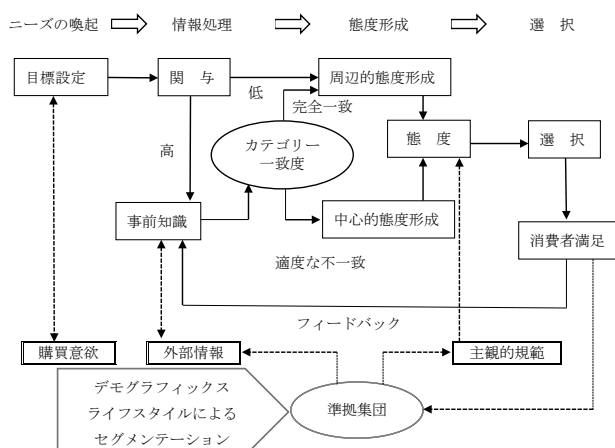 ニーズの喚起 情報処理 態度形成 選 択
目標設定
関 与
低
周辺的態度形成
完全一致
高
カテゴリー
一致度
態 度
選 択
事前知識
中心的態度形成
消費者満足
適度な不一致
フィードバック
購買意欲
外部情報
主観的規範
デモグラフィックス
ライフスタイルによる
セグメンテーション
準拠集団